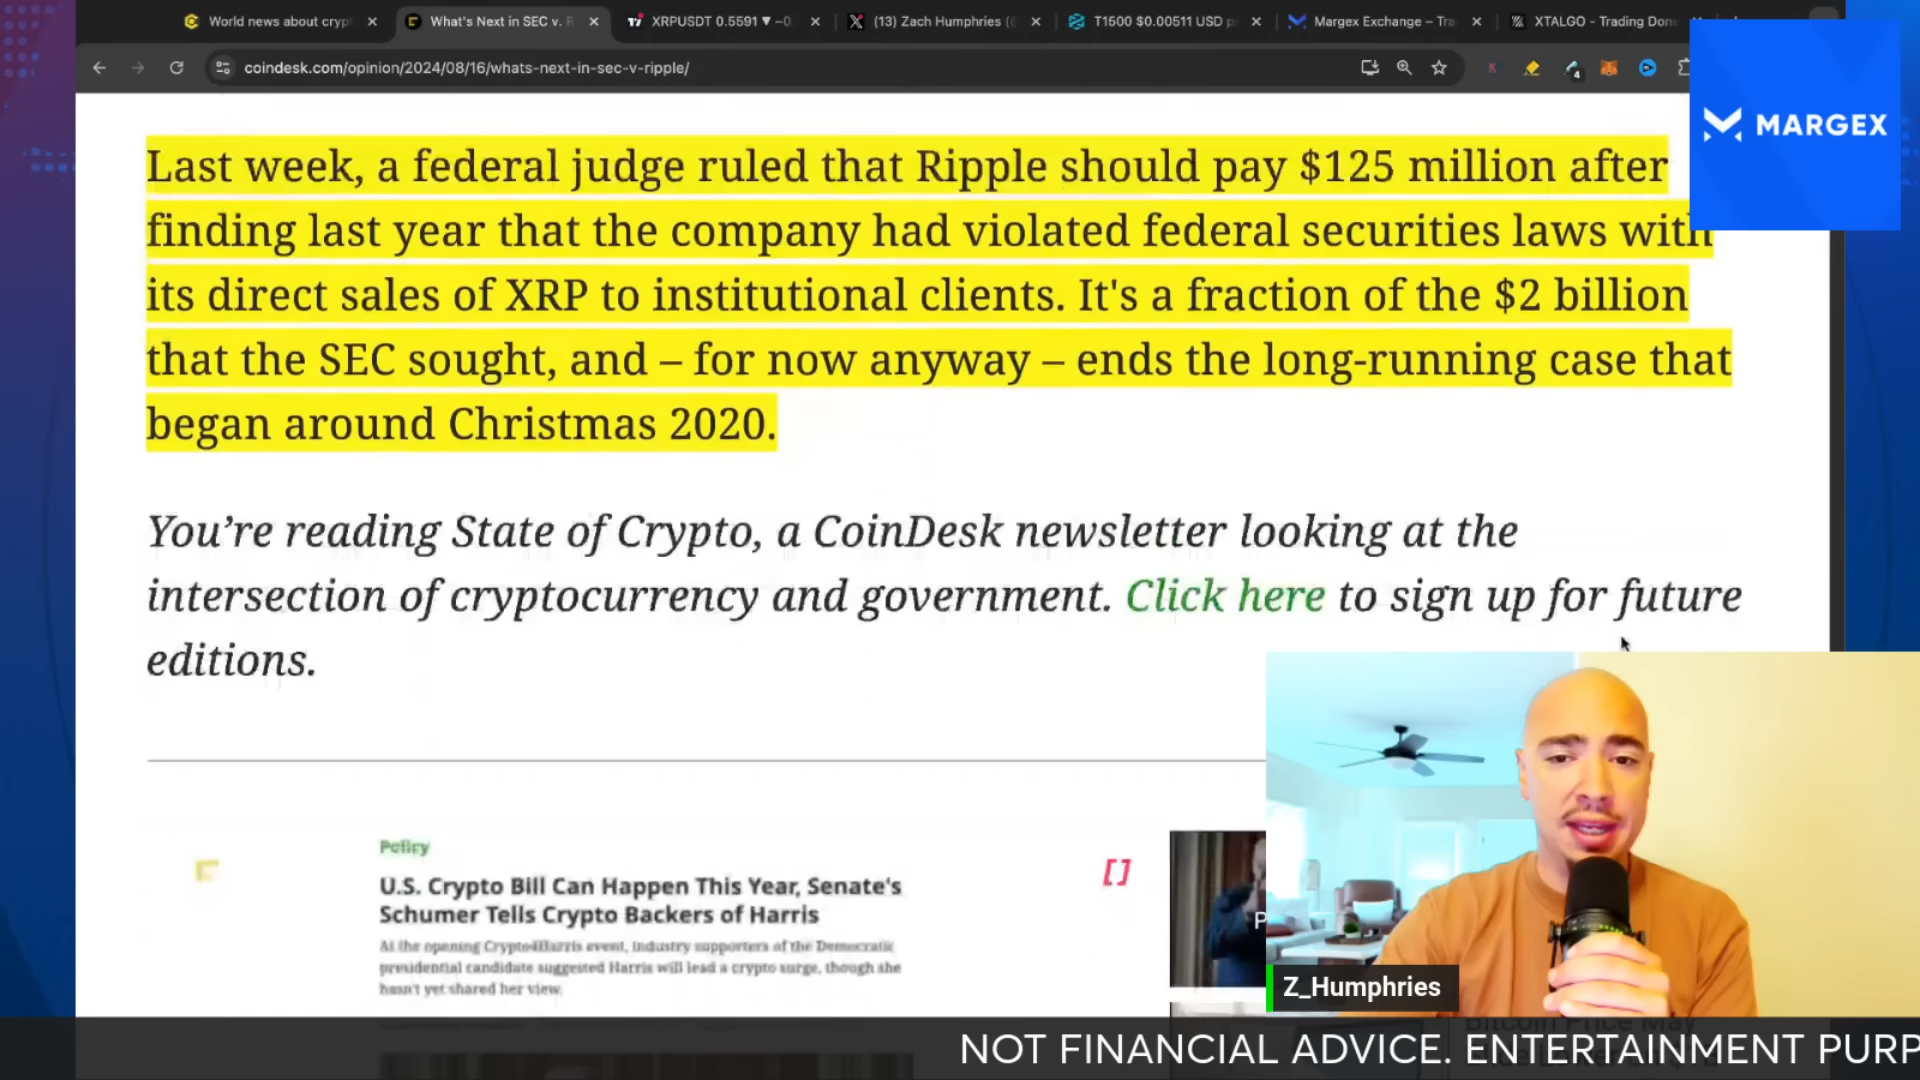 World news about crypt
What's Next in SEC v. R
XRPUSDT 0.5591 ▼ −0.
(13) Zach Humphries (
T1500 $0.00511 USD p
Margex Exchange – Tra
XTALGO - Trading Don
coindesk.com/opinion/2024/08/16/whats-next-in-sec-v-ripple/
4
MARGEX
Last week, a federal judge ruled that Ripple should pay $125 million after
finding last year that the company had violated federal securities laws with
its direct sales of XRP to institutional clients. It's a fraction of the $2 billion
that the SEC sought, and – for now anyway – ends the long-running case that
began around Christmas 2020.
You’re reading State of Crypto, a CoinDesk newsletter looking at the
intersection of cryptocurrency and government. Click here to sign up for future
editions.
Policy
U.S. Crypto Bill Can Happen This Year, Senate's
Schumer Tells Crypto Backers of Harris
At the opening Crypto4Harris event, industry supporters of the Democratic
presidential candidate suggested Harris will lead a crypto surge, though she
hasn't yet shared her view.
P
Z_Humphries
Bitcoin Price May
NOT FINANCIAL ADVICE. ENTERTAINMENT PURP